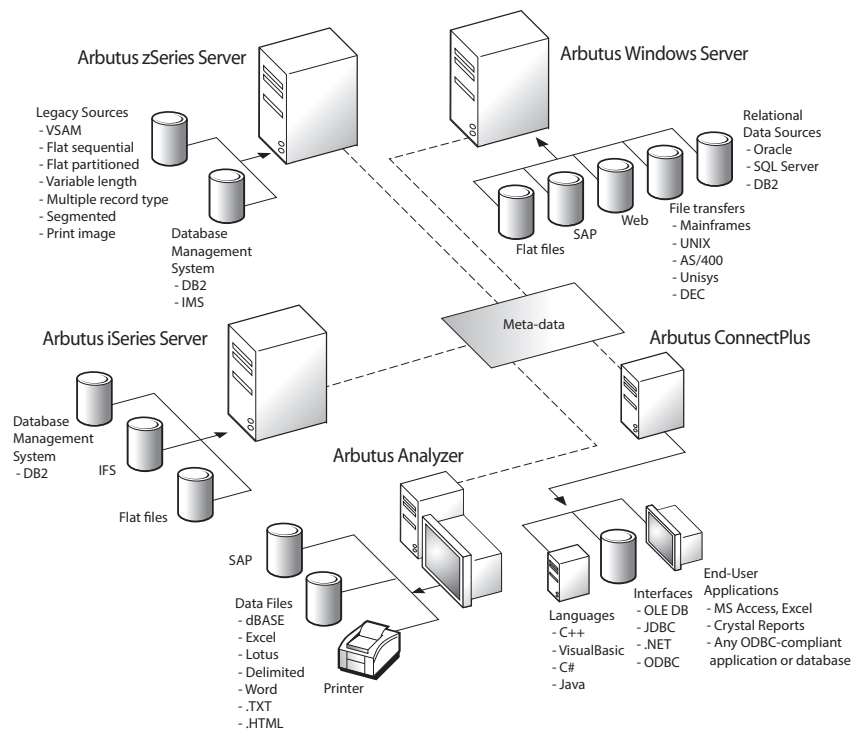 Arbutus zSeries Server
Legacy Sources
- VSAM
- Flat sequential
- Flat partitioned
- Variable length
- Multiple record type
- Segmented
- Print image
Database
Management
System
- DB2
- IMS
Arbutus Windows Server
Relational
Data Sources
- Oracle
- SQL Server
- DB2
Flat files
SAP
Web
File transfers
- Mainframes
- UNIX
- AS/400
- Unisys
- DEC
Meta-data
Arbutus iSeries Server
Database
Management
System
- DB2
IFS
Flat files
Arbutus ConnectPlus
Arbutus Analyzer
SAP
Data Files
- dBASE
- Excel
- Lotus
- Delimited
- Word
- .TXT
- .HTML
Printer
Languages
- C++
- VisualBasic
- C#
- Java
Interfaces
- OLE DB
- JDBC
- .NET
- ODBC
End-User
Applications
- MS Access, Excel
- Crystal Reports
- Any ODBC-compliant
application or database